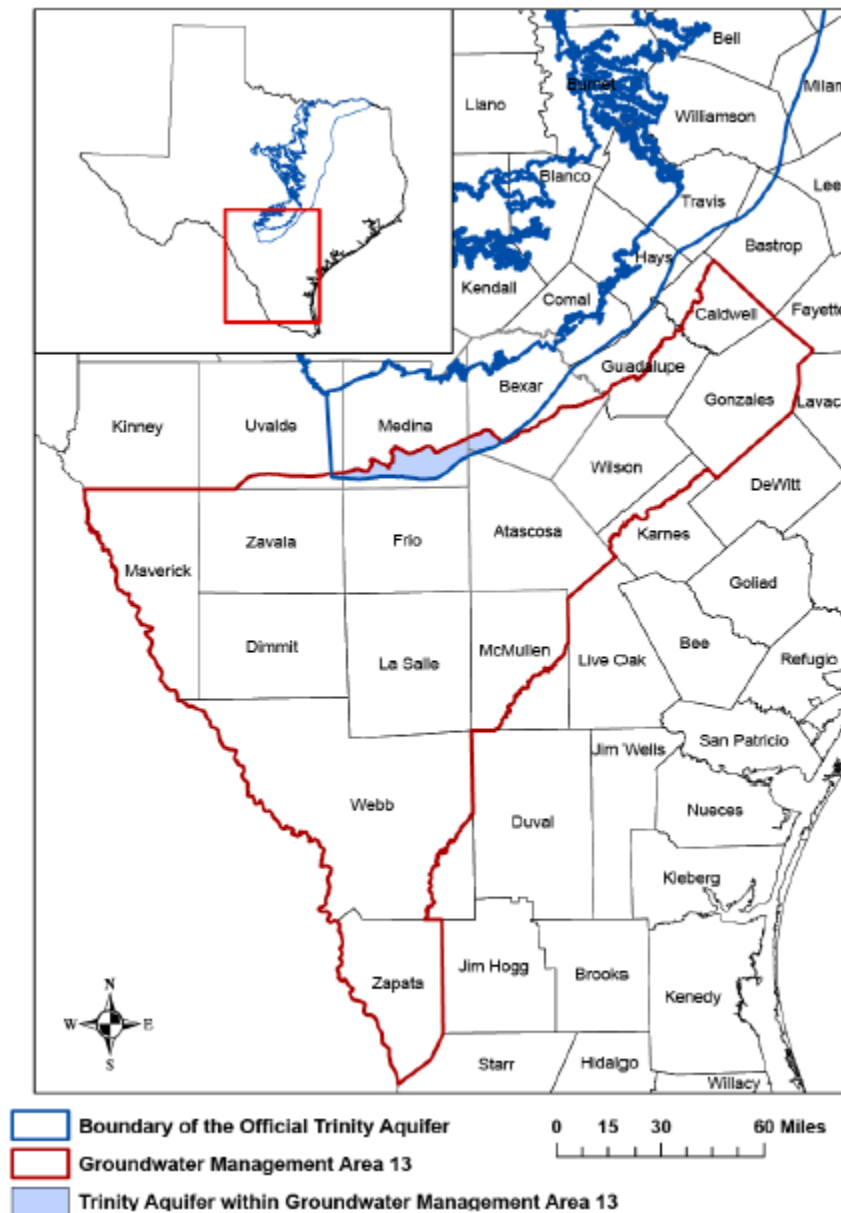 Bell
Burnet
Milam
Llano
Williamson
Blanco
Travis
Lee
Hays
Bastrop
Kendall
Comal
Caldwell
Fayette
Guadalupe
Bexar
Gonzales
Lavaca
Kinney
Uvalde
Medina
Wilson
DeWitt
Karnes
Atascosa
Zavala
Frio
Maverick
Goliad
Dimmit
La Salle
McMullen
Live Oak
Bee
Refugio
San Patricio
Jim Wells
Webb
Duval
Nueces
Kleberg
Zapata
Jim Hogg
Brooks
Kenedy
N
W E
S
Starr
Hidalgo
Willacy
Boundary of the Official Trinity Aquifer
0 15 30 60 Miles
Groundwater Management Area 13
Trinity Aquifer within Groundwater Management Area 13